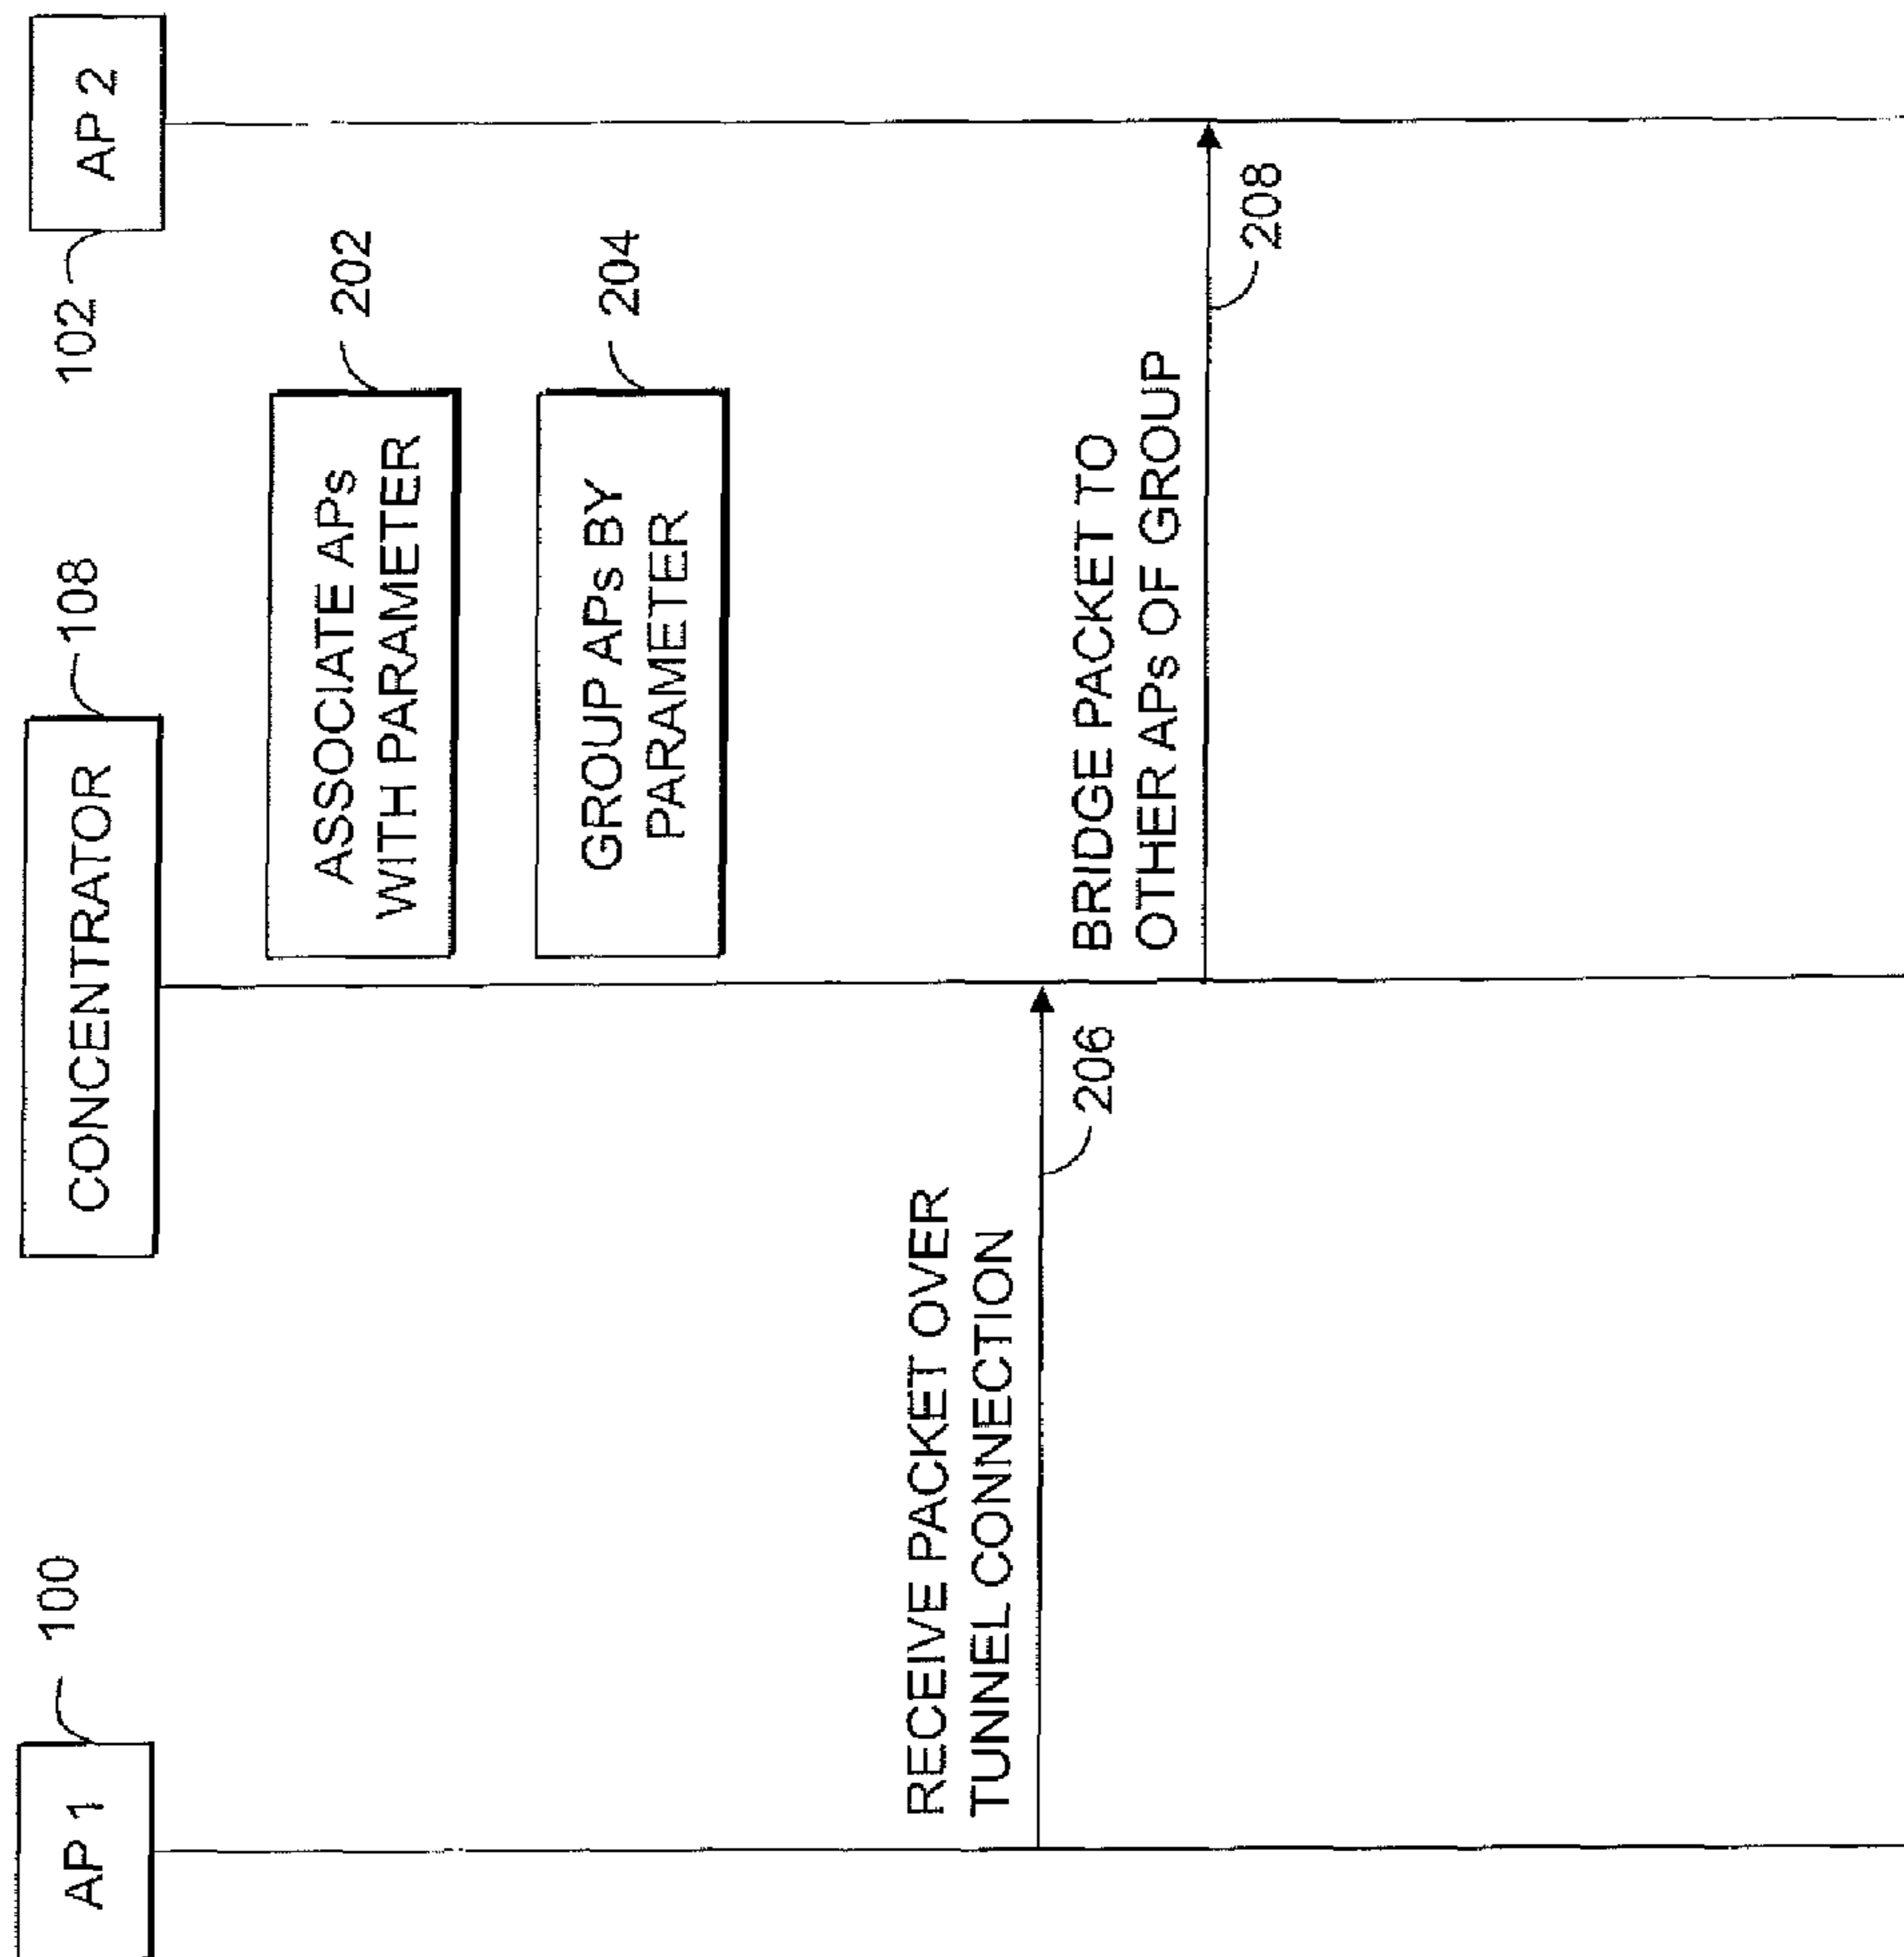 AP 1
100
CONCENTRATOR
108
AP 2
102
ASSOCIATE APs
WITH PARAMETER
202
GROUP APs BY
PARAMETER
204
RECEIVE PACKET OVER
TUNNEL CONNECTION
206
BRIDGE PACKET TO
OTHER APs OF GROUP
208